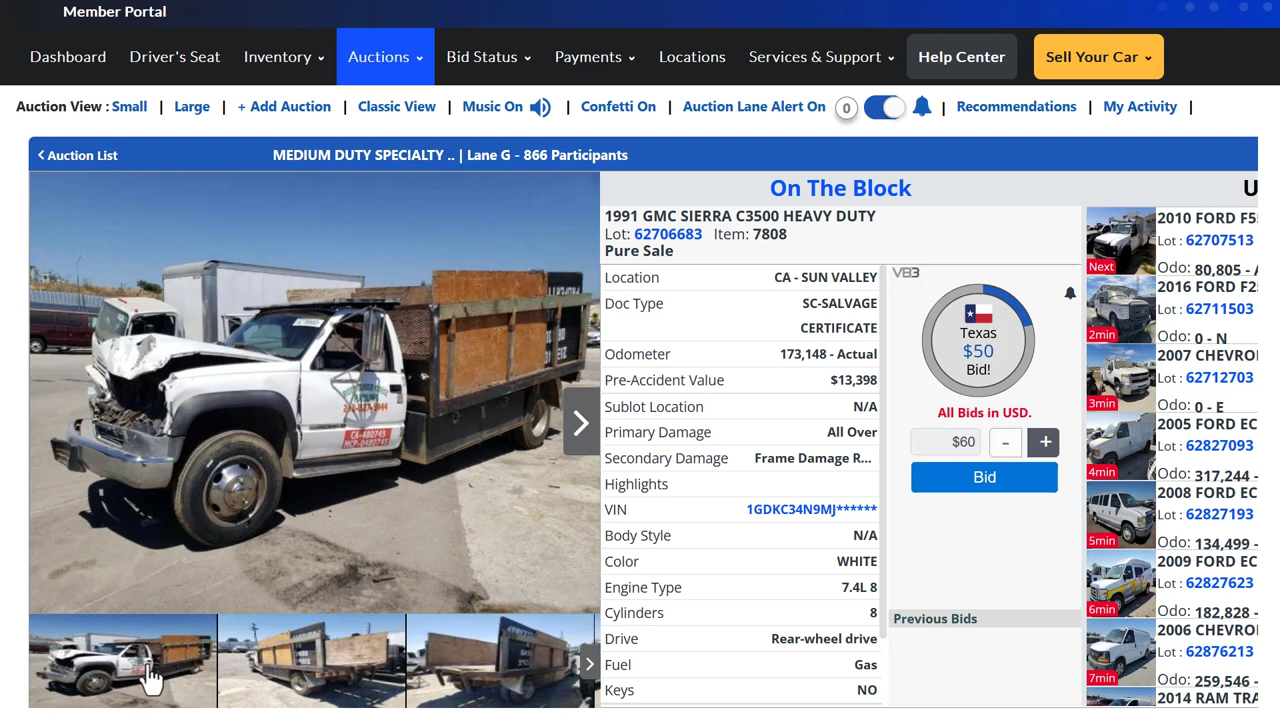 Member Portal
Dashboard Driver's Seat Inventory Auctions Bid Status Payments Locations Services & Support Help Center Sell Your Car
Auction View : Small | Large | + Add Auction | Classic View | Music On | Confetti On | Auction Lane Alert On 0 | Recommendations | My Activity |
Auction List MEDIUM DUTY SPECIALTY .. | Lane G - 866 Participants
On The Block U
1991 GMC SIERRA C3500 HEAVY DUTY
Lot: 62706683 Item: 7808
Pure Sale
Location CA - SUN VALLEY
Doc Type SC-SALVAGE
CERTIFICATE
Odometer 173,148 - Actual
Pre-Accident Value $13,398
Sublot Location N/A
Primary Damage All Over
Secondary Damage Frame Damage R...
Highlights
VIN 1GDKC34N9MJ******
Body Style N/A
Color WHITE
Engine Type 7.4L 8
Cylinders 8
Drive Rear-wheel drive
Fuel Gas
Keys NO
VB3
Texas
$50
Bid!
All Bids in USD.
$60 - +
Bid
Previous Bids
2010 FORD F55
Lot : 62707513
Next
Odo: 80,805 - A
2016 FORD F25
Lot : 62711503
2min
Odo: 0 - N
2007 CHEVROL
Lot : 62712703
3min
Odo: 0 - E
2005 FORD EC
Lot : 62827093
4min
Odo: 317,244 -
2008 FORD EC
Lot : 62827193
5min
Odo: 134,499 -
2009 FORD EC
Lot : 62827623
6min
Odo: 182,828 -
2006 CHEVROL
Lot : 62876213
7min
Odo: 259,546 -
2014 RAM TRA
CA-480745